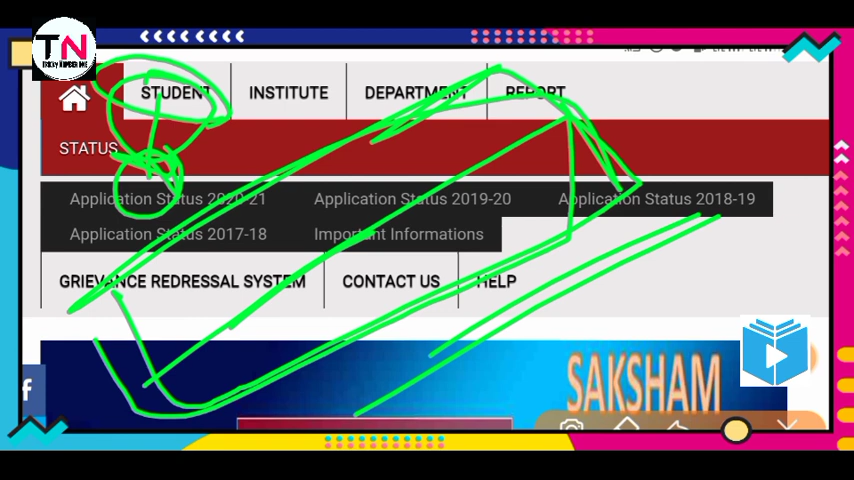 TN
STUDENT INSTITUTE DEPARTMENT REPORT
STATUS
Application Status 2020-21 Application Status 2019-20 Application Status 2018-19
Application Status 2017-18 Important Informations
GRIEVANCE REDRESSAL SYSTEM CONTACT US HELP
f
SAKSHAM